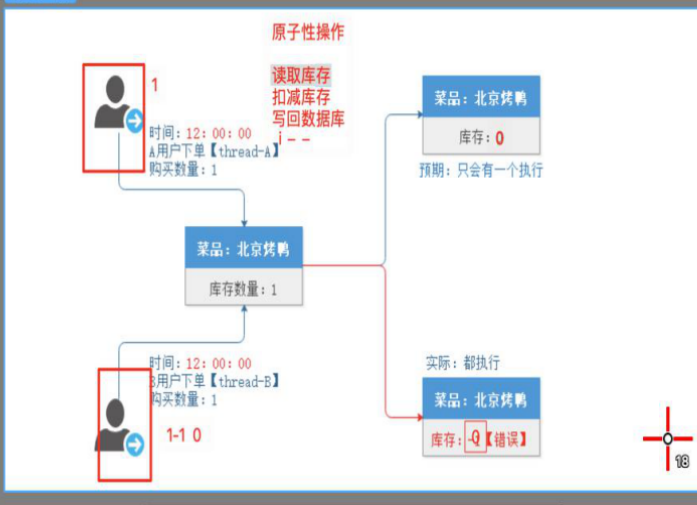 原子性操作
读取库存
扣减库存
写回数据库
i--
1
时间：12：00：00
A用户下单【thread-A】
购买数量：1
菜品：北京烤鸭
库存：0
预期：只会有一个执行
菜品：北京烤鸭
库存数量：1
时间：12：00：00
用户下单【thread-B】
购买数量：1
1-1 0
实际：都执行
菜品：北京烤鸭
库存：【错误】
18